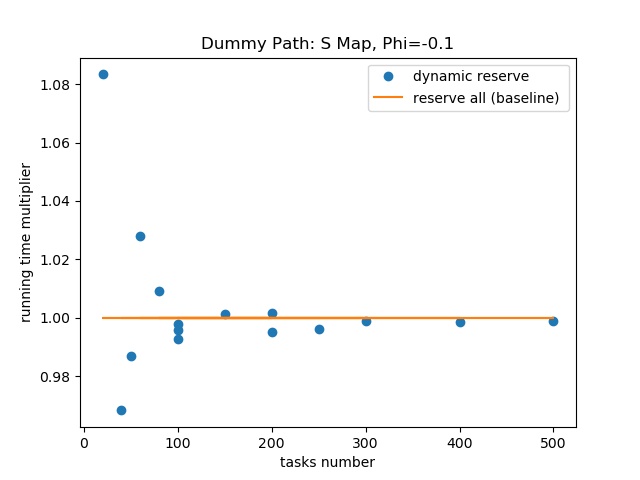 Dummy Path: S Map, Phi=-0.1
dynamic reserve
reserve all (baseline)
running time multiplier
1.08
1.06
1.04
1.02
1.00
0.98
0
100
200
300
400
500
tasks number